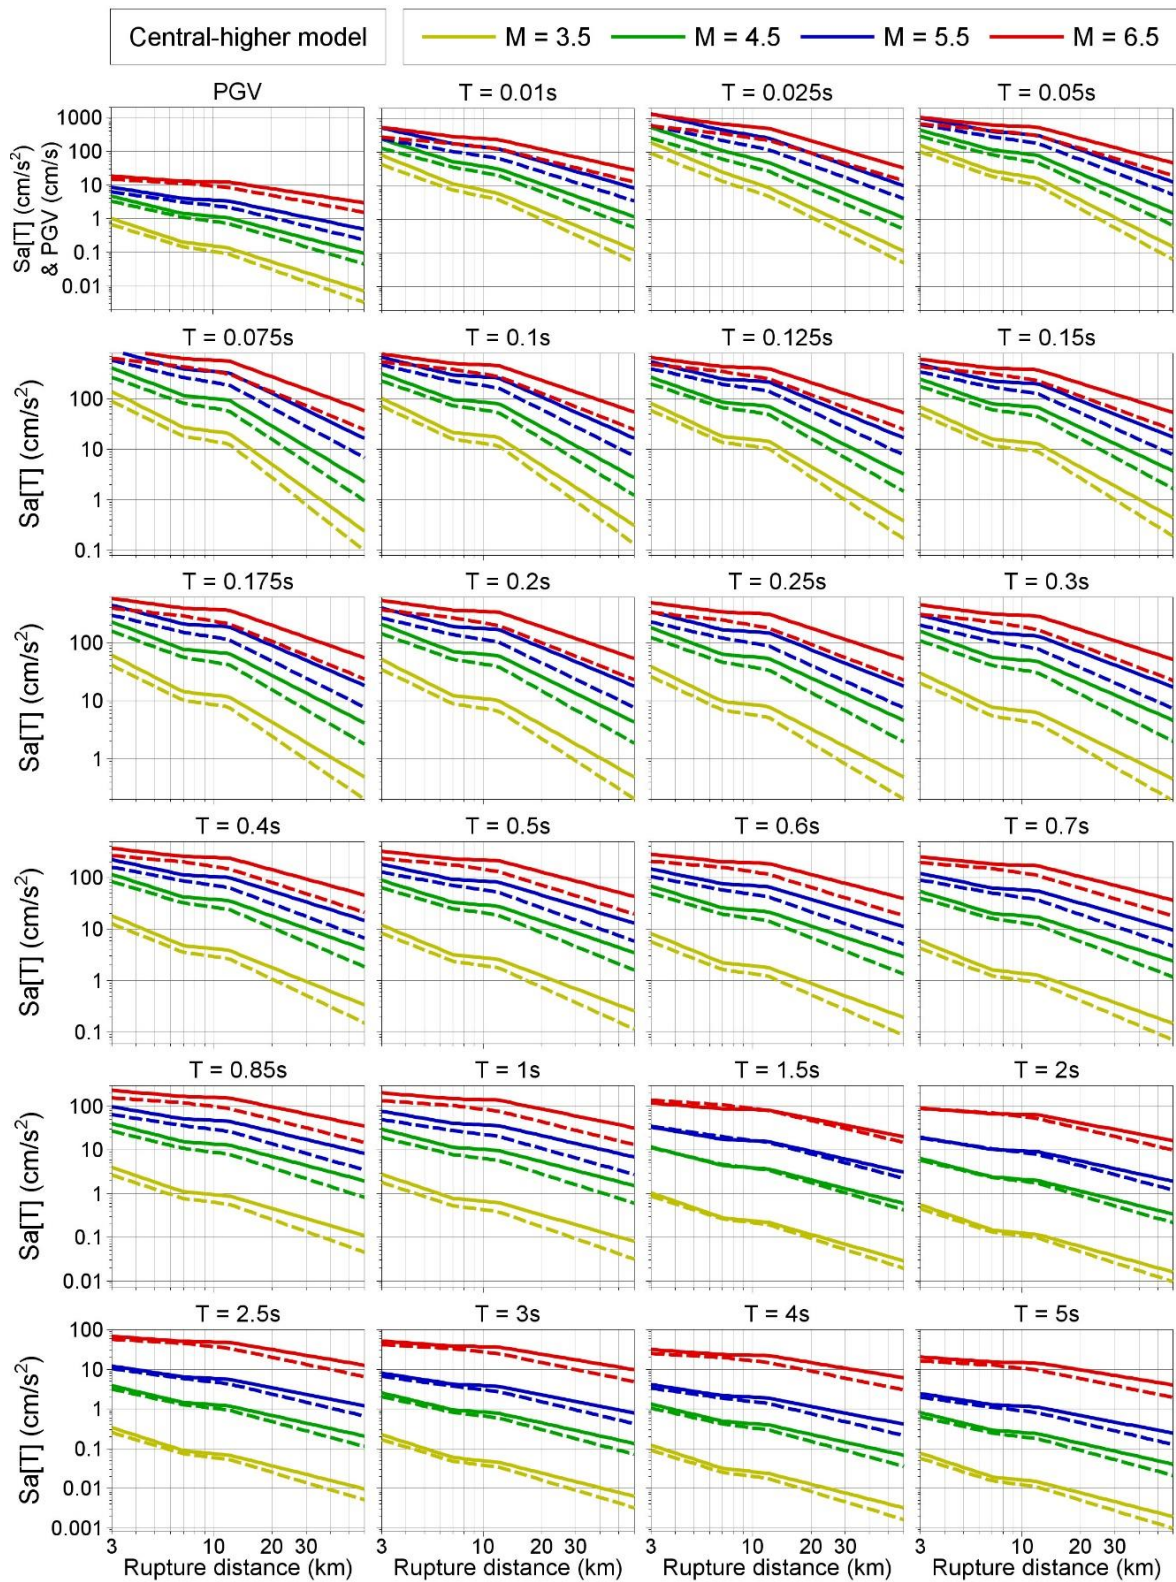 Central-higher model
M = 3.5 M = 4.5 M = 5.5 M = 6.5
PGV T = 0.01s T = 0.025s T = 0.05s
Sa[T] (cm/s²)
& PGV (cm/s)
1000
100
10
1
0.1
0.01
T = 0.075s T = 0.1s T = 0.125s T = 0.15s
Sa[T] (cm/s²)
100
10
1
0.1
T = 0.175s T = 0.2s T = 0.25s T = 0.3s
Sa[T] (cm/s²)
100
10
1
T = 0.4s T = 0.5s T = 0.6s T = 0.7s
Sa[T] (cm/s²)
100
10
1
0.1
T = 0.85s T = 1s T = 1.5s T = 2s
Sa[T] (cm/s²)
100
10
1
0.1
0.01
T = 2.5s T = 3s T = 4s T = 5s
Sa[T] (cm/s²)
100
10
1
0.1
0.01
0.001
3 10 20 30 3 10 20 30 3 10 20 30 3 10 20 30
Rupture distance (km) Rupture distance (km) Rupture distance (km) Rupture distance (km)